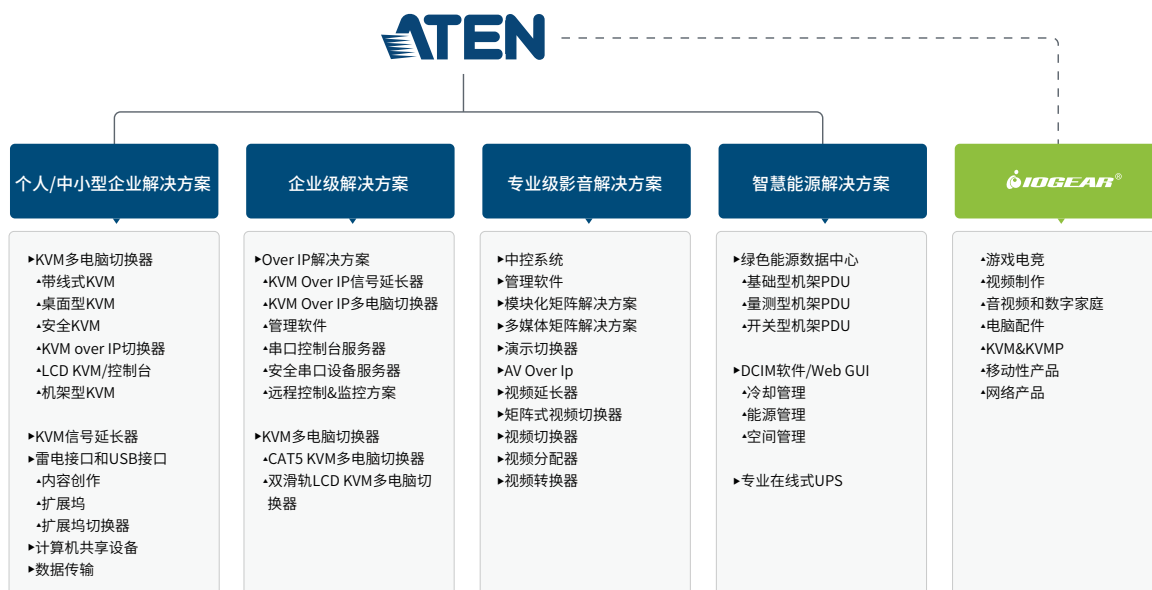 ATEN
个人/中小型企业解决方案
▸KVM多电脑切换器
▴带线式KVM
▴桌面型KVM
▴安全KVM
▴KVM over IP切换器
▴LCD KVM/控制台
▴机架型KVM
▸KVM信号延长器
▸雷电接口和USB接口
▴内容创作
▴扩展坞
▴扩展坞切换器
▸计算机共享设备
▸数据传输
企业级解决方案
▸Over IP解决方案
▴KVM Over IP信号延长器
▴KVM Over IP多电脑切换器
▴管理软件
▴串口控制台服务器
▴安全串口设备服务器
▴远程控制&监控方案
▸KVM多电脑切换器
▴CAT5 KVM多电脑切换器
▴双滑轨LCD KVM多电脑切
换器
专业级影音解决方案
▸中控系统
▸管理软件
▸模块化矩阵解决方案
▸多媒体矩阵解决方案
▸演示切换器
▸AV Over Ip
▸视频延长器
▸矩阵式视频切换器
▸视频切换器
▸视频分配器
▸视频转换器
智慧能源解决方案
▸绿色能源数据中心
▴基础型机架PDU
▴量测型机架PDU
▴开关型机架PDU
▸DCIM软件/Web GUI
▴冷却管理
▴能源管理
▴空间管理
▸专业在线式UPS
IOGEAR®
▴游戏电竞
▴视频制作
▴音视频和数字家庭
▴电脑配件
▴KVM&KVMP
▴移动性产品
▴网络产品